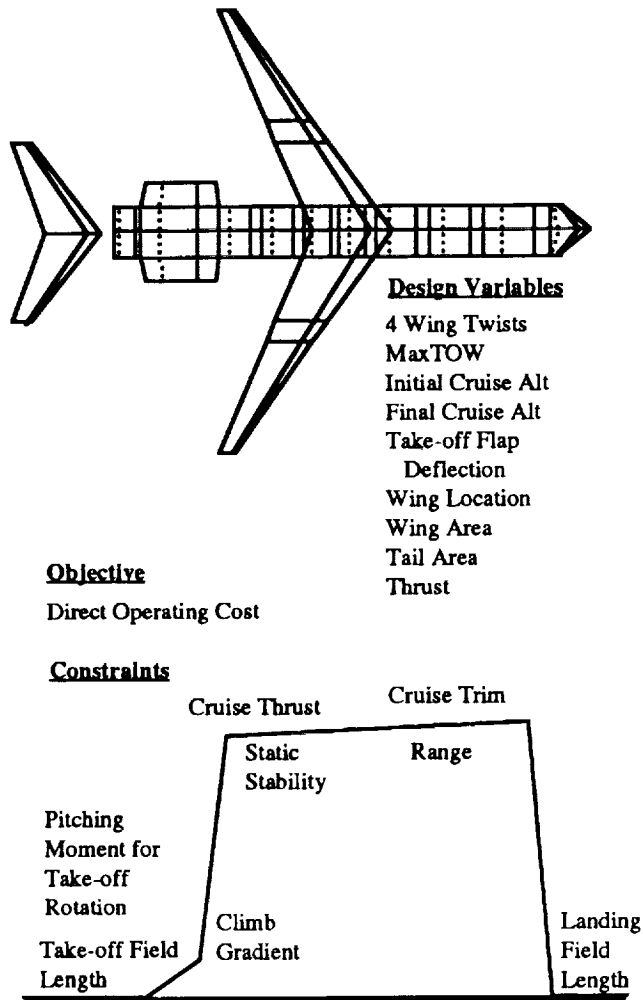 Design Variables
4 Wing Twists
MaxTOW
Initial Cruise Alt
Final Cruise Alt
Take-off Flap
Deflection
Wing Location
Wing Area
Tail Area
Thrust
Objective
Direct Operating Cost
Constraints
Cruise Thrust
Cruise Trim
Static
Stability
Range
Pitching
Moment for
Take-off
Rotation
Climb
Gradient
Take-off Field
Length
Landing
Field
Length